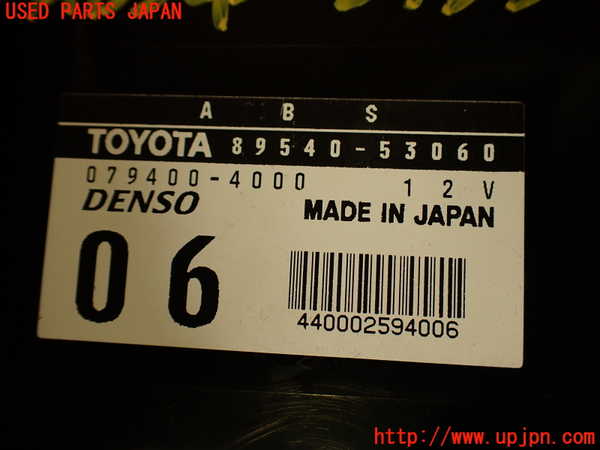 USED PARTS JAPAN
A B S
TOYOTA 89540-53060
079400-4000 12V
DENSO MADE IN JAPAN
06
440002594006
http://www.upjpn.com/